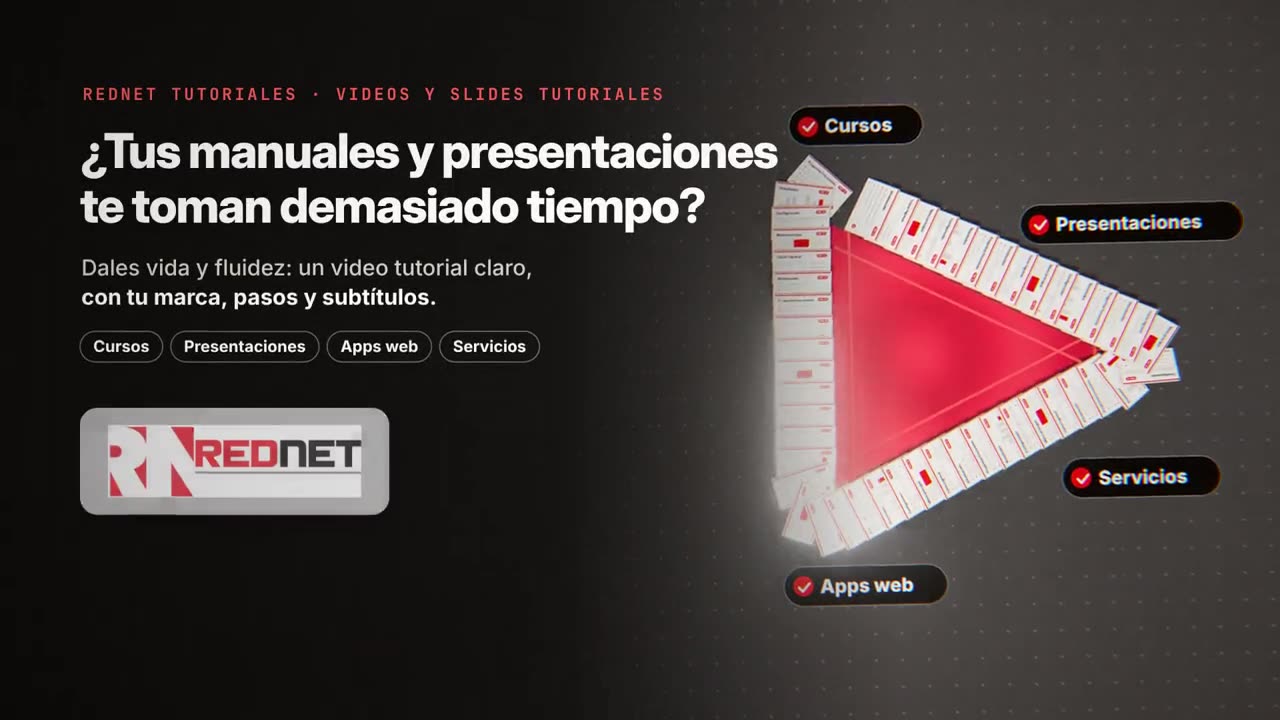 REDNET TUTORIALES · VIDEOS Y SLIDES TUTORIALES
¿Tus manuales y presentaciones
te toman demasiado tiempo?
Dales vida y fluidez: un video tutorial claro,
con tu marca, pasos y subtítulos.
Cursos
Presentaciones
Apps web
Servicios
RN REDNET
Cursos
Presentaciones
Servicios
Apps web